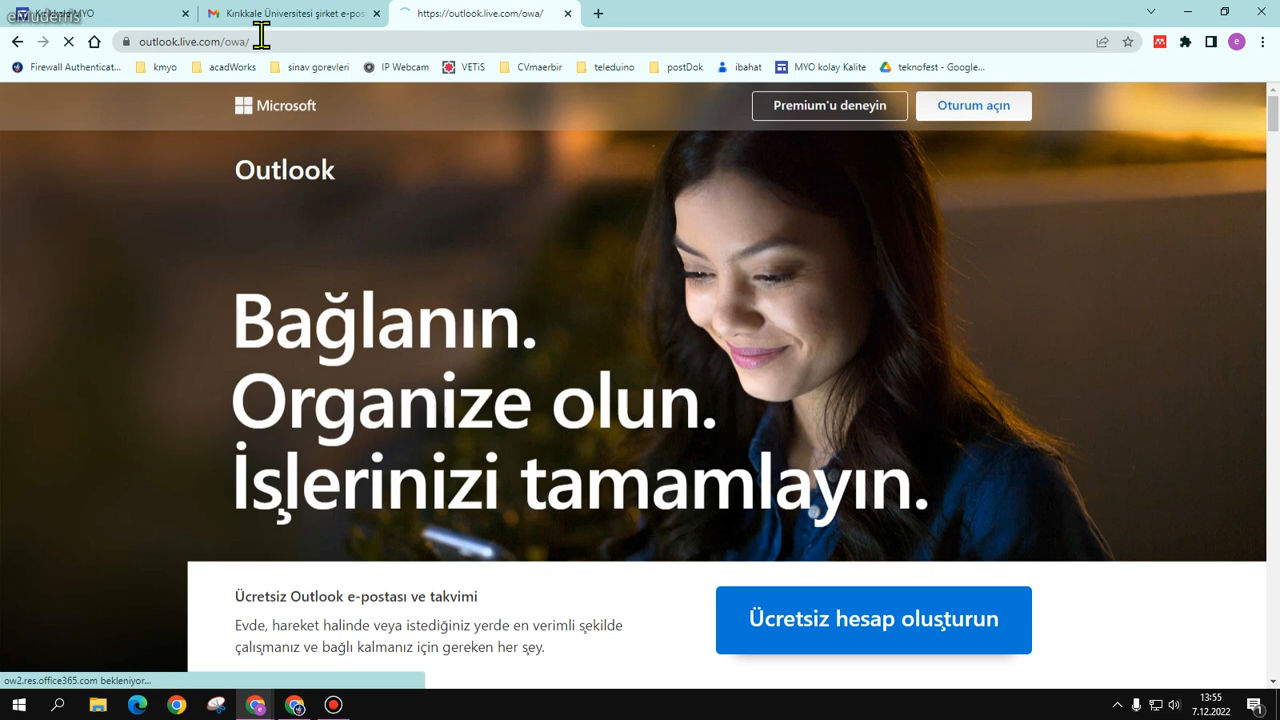 elMuderris
MYO
Kırıkkale Üniversitesi şirket e-pos
https://outlook.live.com/owa/
outlook.live.com/owa/
Firewall Authenticat...
kmyo
acadWorks
sinav gorevleri
IP Webcam
VETiS
CVmaerbir
teleduino
postDok
ibahat
MYO kolay Kalite
teknofest - Google...
Microsoft
Premium'u deneyin
Oturum açın
Outlook
Bağlanın.
Organize olun.
İşlerinizi tamamlayın.
Ücretsiz Outlook e-postası ve takvimi
Evde, hareket halinde veya istediğiniz yerde en verimli şekilde
çalışmanız ve bağlı kalmanız için gereken her şey.
Ücretsiz hesap oluşturun
ow2.res.office365.com bekleniyor...
13:55
7.12.2022